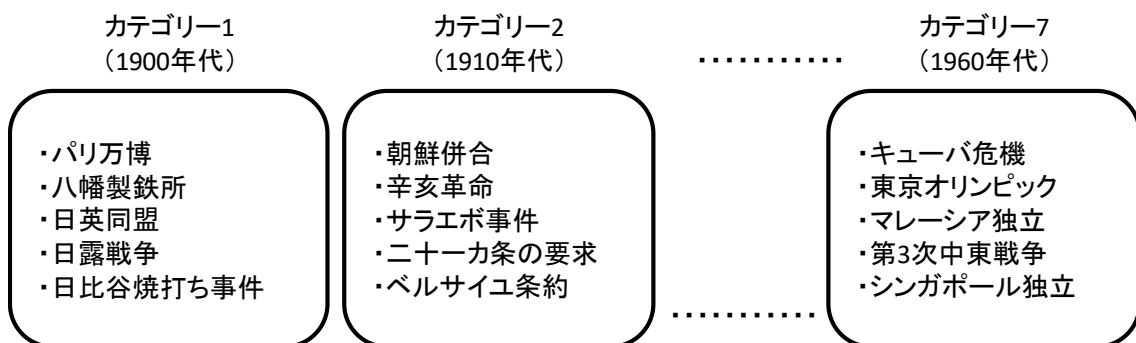 カテゴリー1
（1900年代）
・パリ万博
・八幡製鉄所
・日英同盟
・日露戦争
・日比谷焼打ち事件
カテゴリー2
（1910年代）
・朝鮮併合
・辛亥革命
・サラエボ事件
・二十一カ条の要求
・ベルサイユ条約
・・・・・・・・・・・
・・・・・・・・・・・
カテゴリー7
（1960年代）
・キューバ危機
・東京オリンピック
・マレーシア独立
・第3次中東戦争
・シンガポール独立